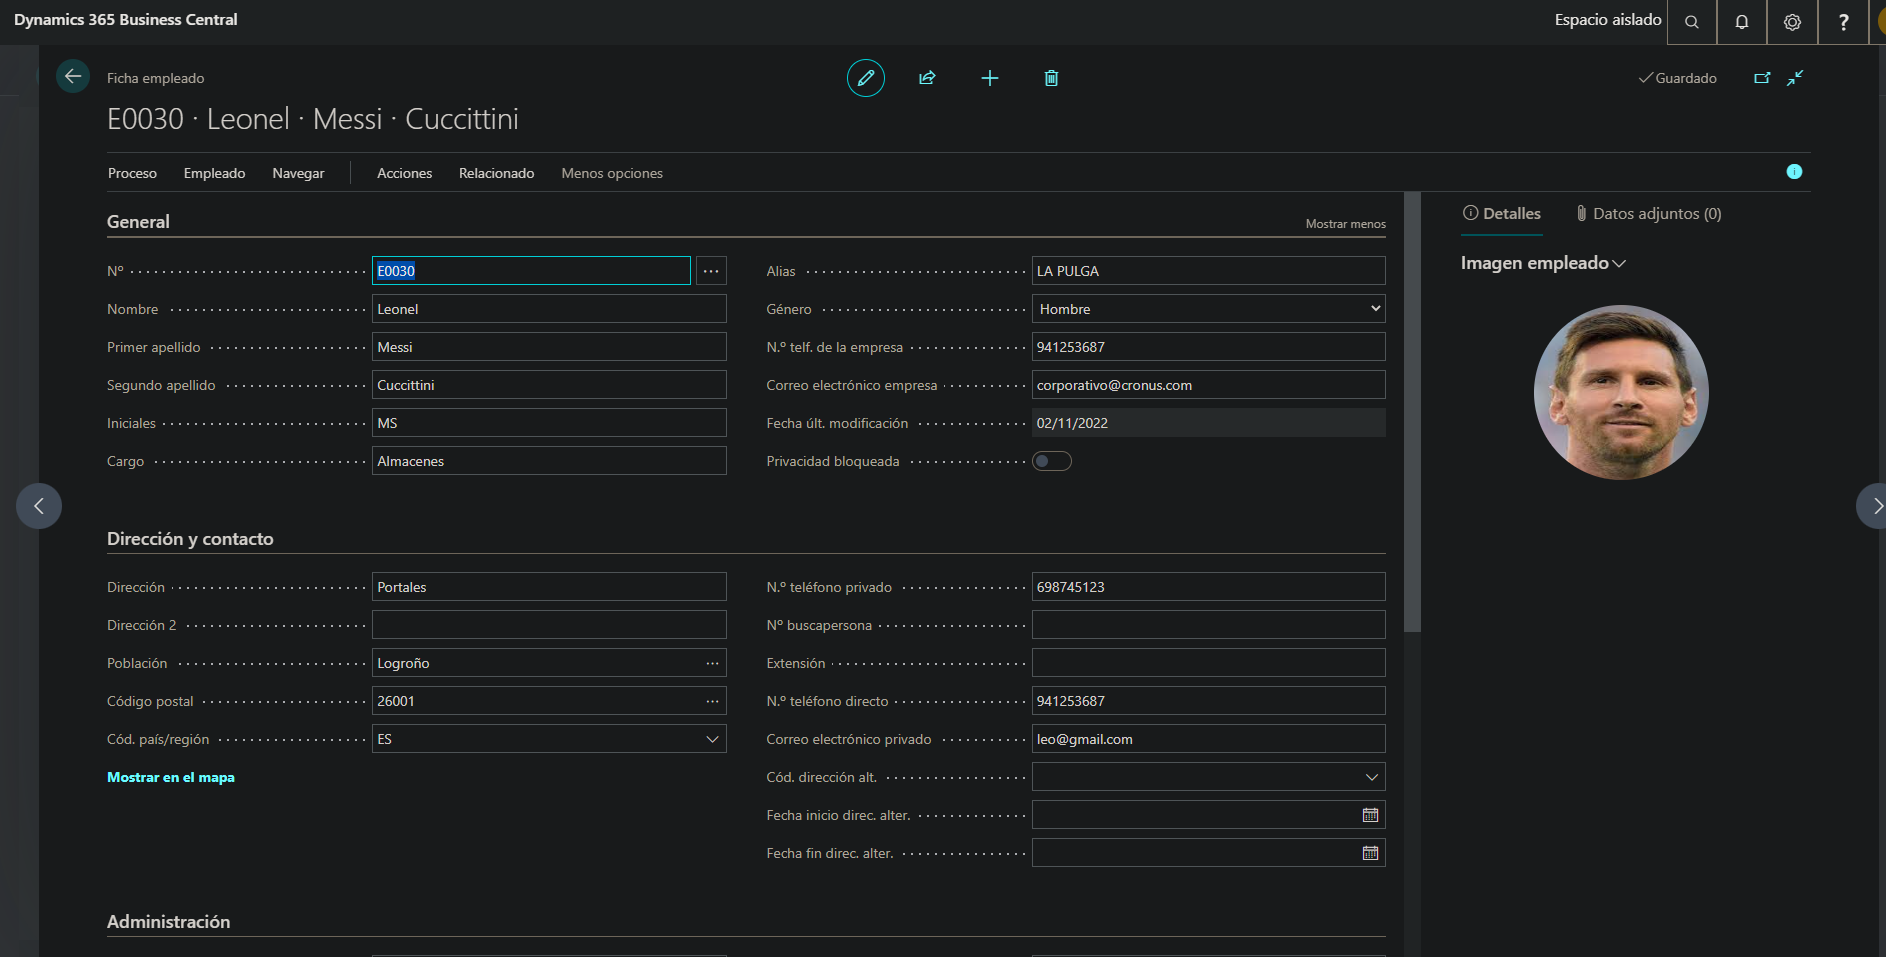 Dynamics 365 Business Central
Espacio aislado
?
Ficha empleado
Guardado
E0030 · Leonel · Messi · Cuccittini
Proceso Empleado Navegar Acciones Relacionado Menos opciones
General
Mostrar menos
Nº E0030
Nombre Leonel
Primer apellido Messi
Segundo apellido Cuccittini
Iniciales MS
Cargo Almacenes
Alias LA PULGA
Género Hombre
N.º telf. de la empresa 941253687
Correo electrónico empresa corporativo@cronus.com
Fecha últ. modificación 02/11/2022
Privacidad bloqueada
Dirección y contacto
Dirección Portales
Dirección 2
Población Logroño
Código postal 26001
Cód. país/región ES
Mostrar en el mapa
N.º teléfono privado 698745123
Nº buscapersona
Extensión
N.º teléfono directo 941253687
Correo electrónico privado leo@gmail.com
Cód. dirección alt.
Fecha inicio direc. alter.
Fecha fin direc. alter.
Administración
Detalles Datos adjuntos (0)
Imagen empleado